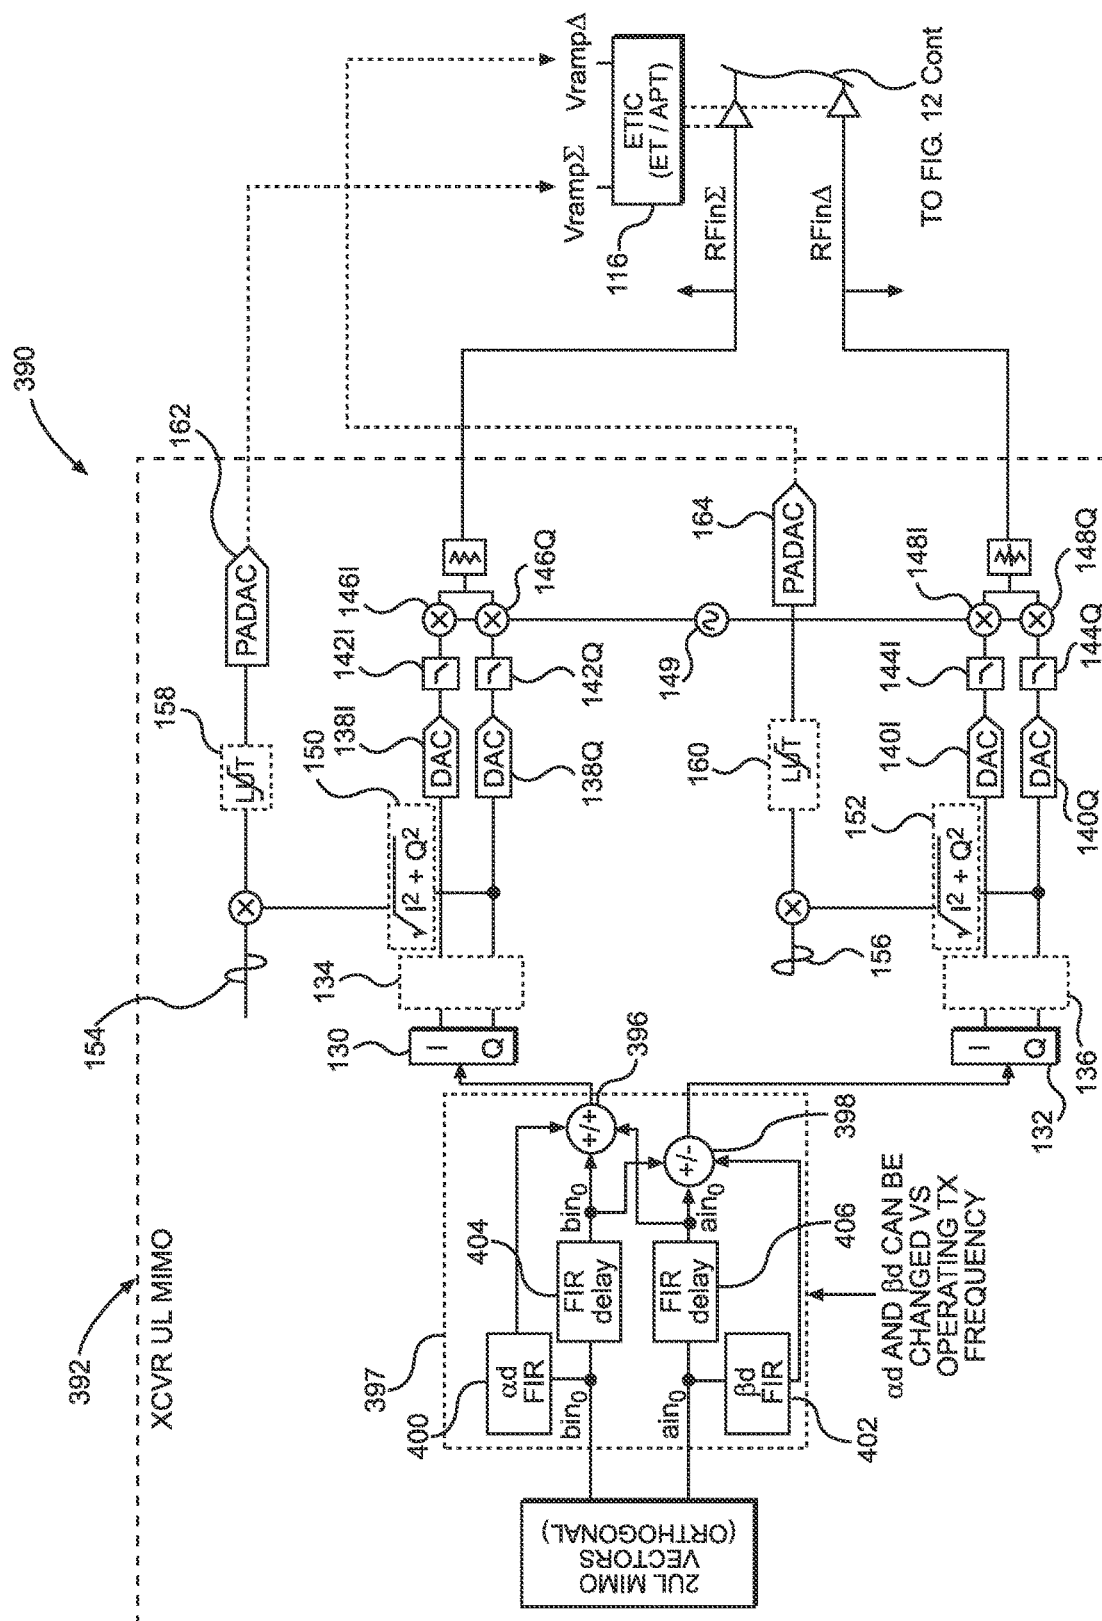 390
392
XCVR UL MIMO
154
158
162
PADAC
LUT
150
√I² + Q²
134
130
I
Q
138I
DAC
DAC
138Q
142I
142Q
146I
146Q
149
VrampΣ
VrampΔ
ETIC
(ET / APT)
116
RFinΣ
RFinΔ
TO FIG. 12 Cont
397
400
αd
FIR
404
FIR
delay
bin₀
bin₀
+/+
396
ain₀
FIR
delay
ain₀
406
+/-
398
βd
FIR
402
2UL MIMO
VECTORS
(ORTHOGONAL)
αd AND βd CAN BE
CHANGED VS
OPERATING TX
FREQUENCY
156
160
LUT
164
PADAC
152
√I² + Q²
136
132
I
Q
140I
DAC
DAC
140Q
144I
144Q
148I
148Q